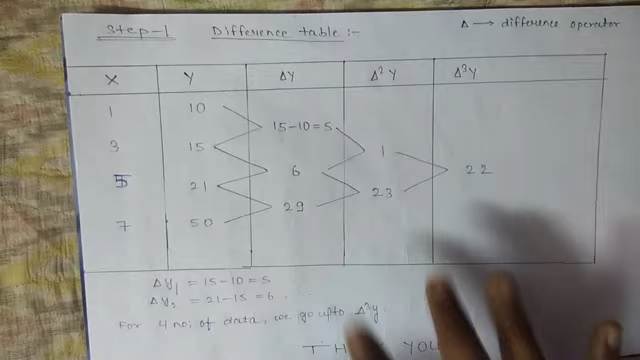 Step-1 Difference table :- Δ → difference operator
X Y ΔY Δ²Y Δ³Y
1 10
15-10=5
3 15 1
6 22
5 21 23
29
7 50
Δy₁ = 15-10=5
Δy₂ = 21-15=6.
For 4 no; of data, we go upto Δ³y.
YOU